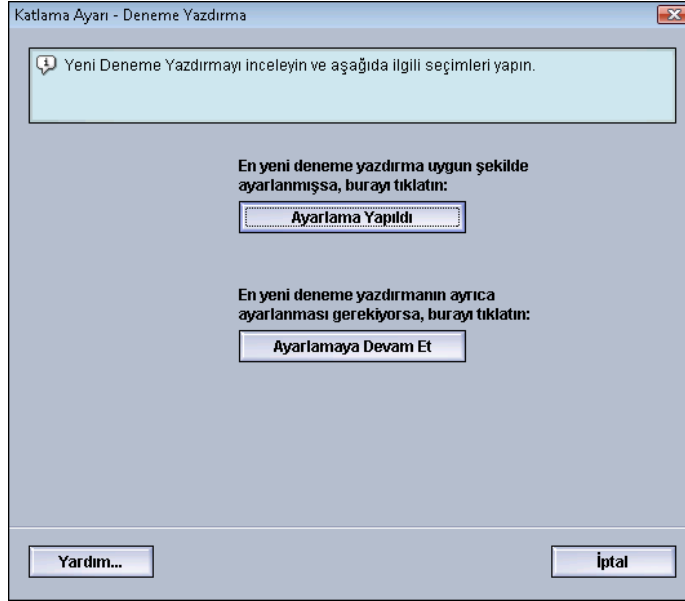 Katlama Ayarı - Deneme Yazdırma
Yeni Deneme Yazdırmayı inceleyin ve aşağıda ilgili seçimleri yapın.
En yeni deneme yazdırma uygun şekilde
ayarlanmışsa, burayı tıklatın:
Ayarlama Yapıldı
En yeni deneme yazdırmanın ayrıca
ayarlanması gerekiyorsa, burayı tıklatın:
Ayarlamaya Devam Et
Yardım...
İptal